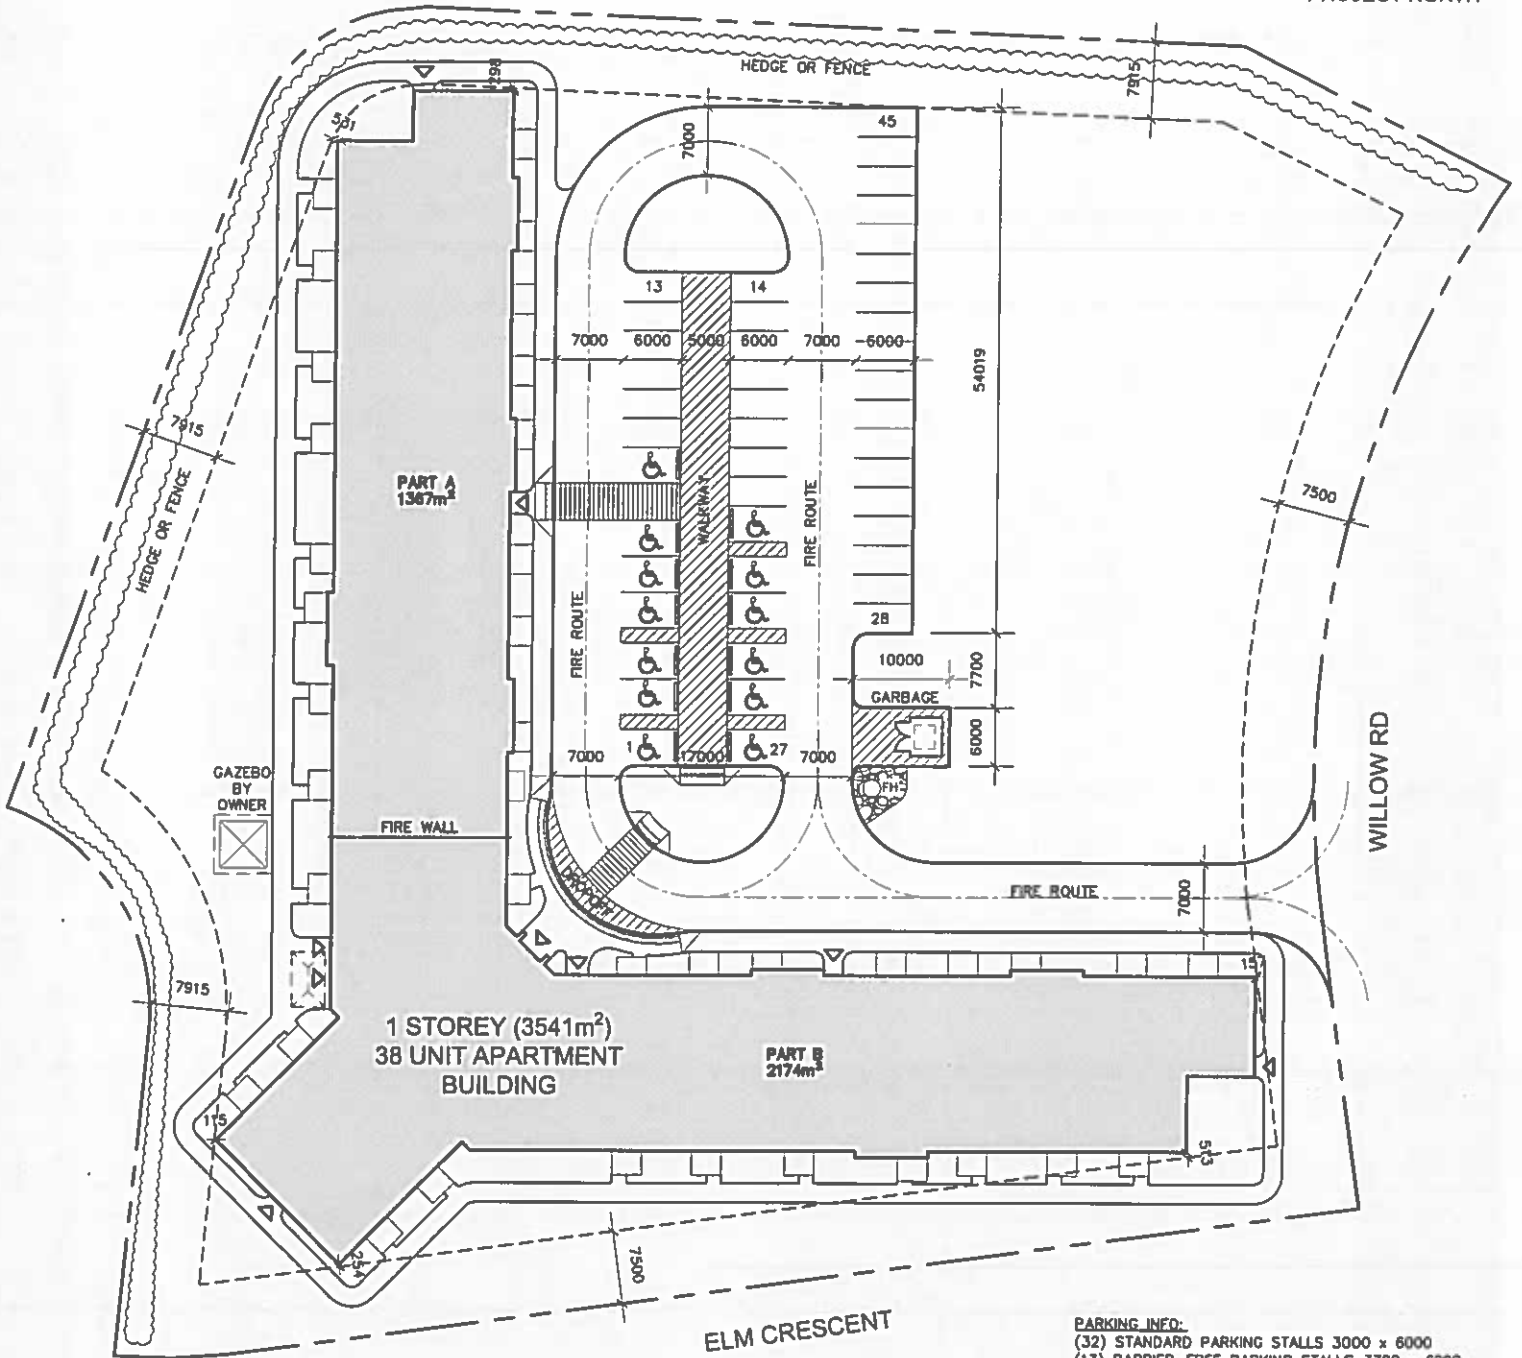 HEDGE OR FENCE
7915
298
531
45
7000
13
14
7000
6000
5000
6000
7000
6000
54019
7915
HEDGE OR FENCE
PART A
1367m²
WALKWAY
FIRE ROUTE
FIRE ROUTE
7500
28
10000
7700
GARBAGE
6000
1
27
7000
17000
7000
FH
WILLOW RD
GAZEBO
BY
OWNER
FIRE WALL
DROPOFF
FIRE ROUTE
7000
157
7915
1 STOREY (3541m²)
38 UNIT APARTMENT
BUILDING
PART B
2174m²
115
513
254
7500
ELM CRESCENT
PARKING INFO:
(32) STANDARD PARKING STALLS 3000 x 6000